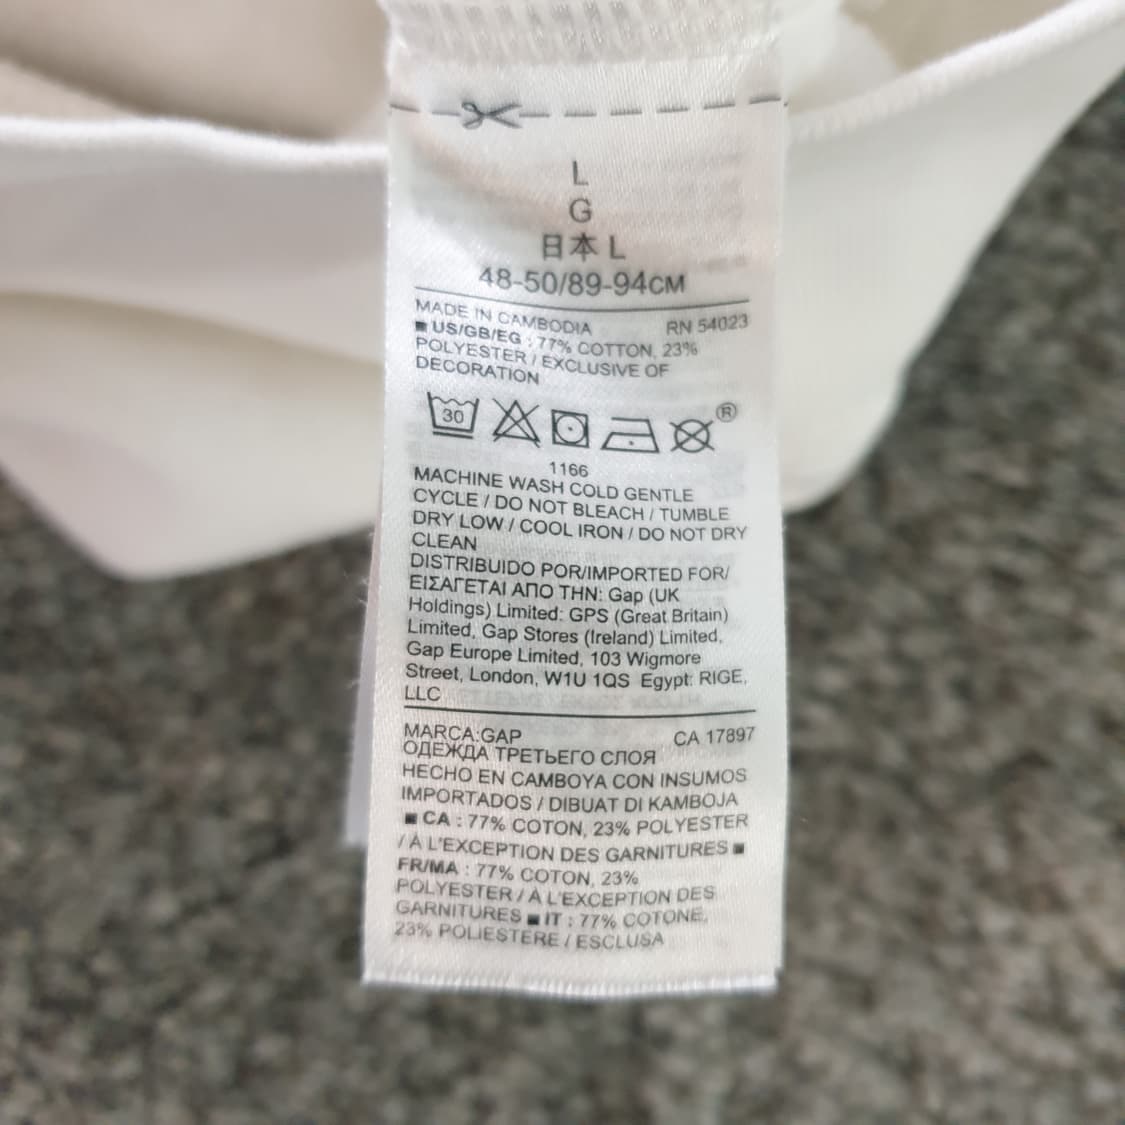 L
G
日本 L
48-50/89-94CM
MADE IN CAMBODIA RN 54023
■ US/GB/EG : 77% COTTON, 23%
POLYESTER / EXCLUSIVE OF
DECORATION
30
®
1166
MACHINE WASH COLD GENTLE
CYCLE / DO NOT BLEACH / TUMBLE
DRY LOW / COOL IRON / DO NOT DRY
CLEAN
DISTRIBUIDO POR/IMPORTED FOR/
ΕΙΣΑΓΕΤΑΙ ΑΠΟ ΤΗΝ: Gap (UK
Holdings) Limited: GPS (Great Britain)
Limited, Gap Stores (Ireland) Limited,
Gap Europe Limited, 103 Wigmore
Street, London, W1U 1QS Egypt: RIGE,
LLC
MARCA:GAP CA 17897
ОДЕЖДА ТРЕТЬЕГО СЛОЯ
HECHO EN CAMBOYA CON INSUMOS
IMPORTADOS / DIBUAT DI KAMBOJA
■ CA : 77% COTON, 23% POLYESTER
/ À L'EXCEPTION DES GARNITURES ■
FR/MA : 77% COTON, 23%
POLYESTER / À L'EXCEPTION DES
GARNITURES ■ IT : 77% COTONE,
23% POLIESTERE / ESCLUSA